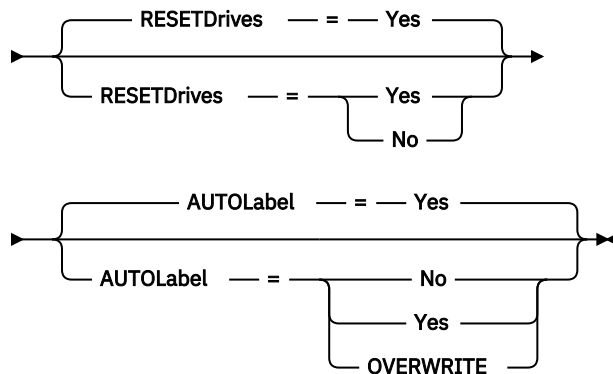 RESETDrives = Yes
RESETDrives = Yes
No
AUTOLabel = Yes
AUTOLabel = No
Yes
OVERWRITE